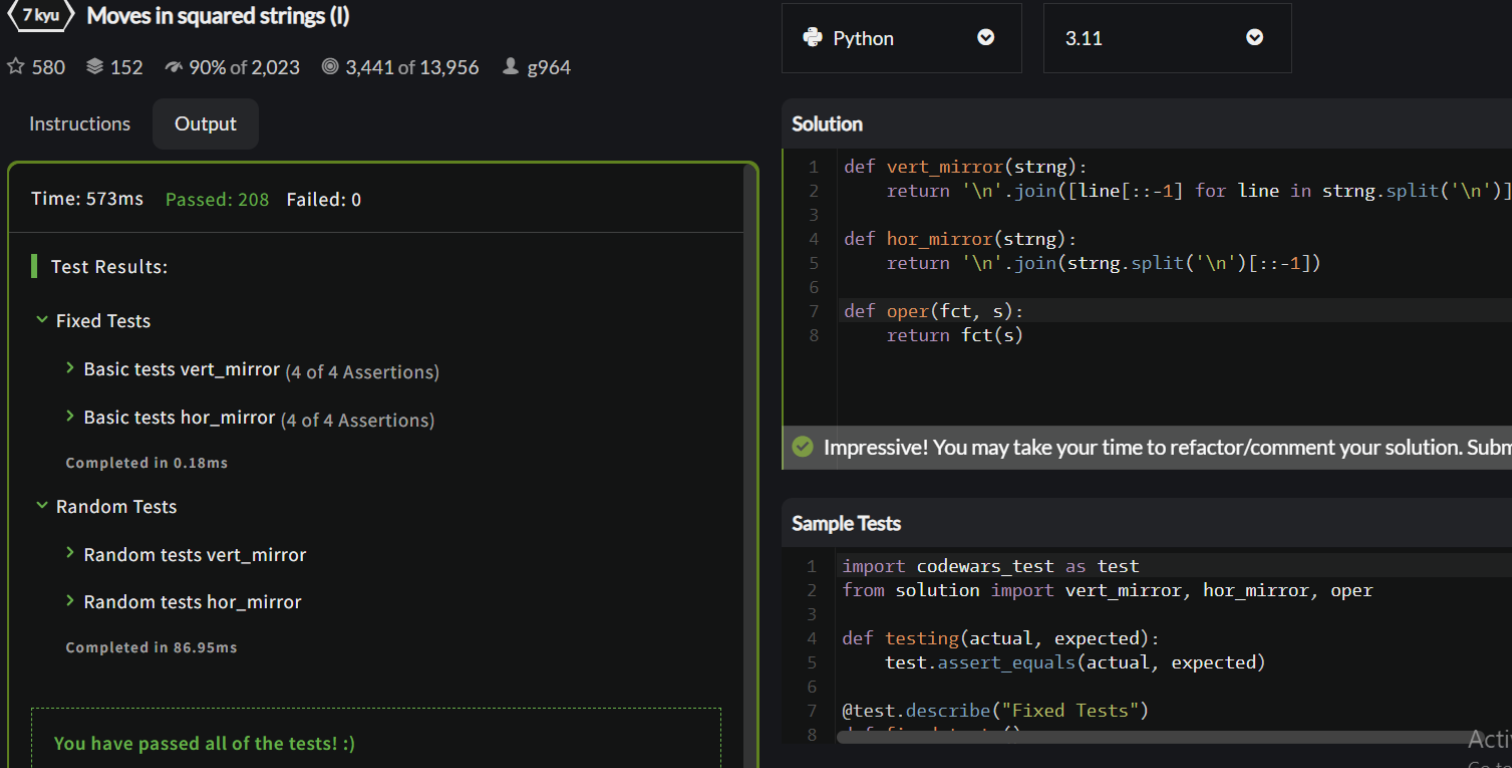 7 kyu Moves in squared strings (I)
580 152 90% of 2,023 3,441 of 13,956 g964
Instructions Output
Time: 573ms Passed: 208 Failed: 0
Test Results:
Fixed Tests
Basic tests vert_mirror (4 of 4 Assertions)
Basic tests hor_mirror (4 of 4 Assertions)
Completed in 0.18ms
Random Tests
Random tests vert_mirror
Random tests hor_mirror
Completed in 86.95ms
You have passed all of the tests! :)
Python 3.11
Solution
1 def vert_mirror(strng):
2 return '\n'.join([line[::-1] for line in strng.split('\n')]
3
4 def hor_mirror(strng):
5 return '\n'.join(strng.split('\n')[::-1])
6
7 def oper(fct, s):
8 return fct(s)
Impressive! You may take your time to refactor/comment your solution. Subm
Sample Tests
1 import codewars_test as test
2 from solution import vert_mirror, hor_mirror, oper
3
4 def testing(actual, expected):
5 test.assert_equals(actual, expected)
6
7 @test.describe("Fixed Tests")
8
Acti